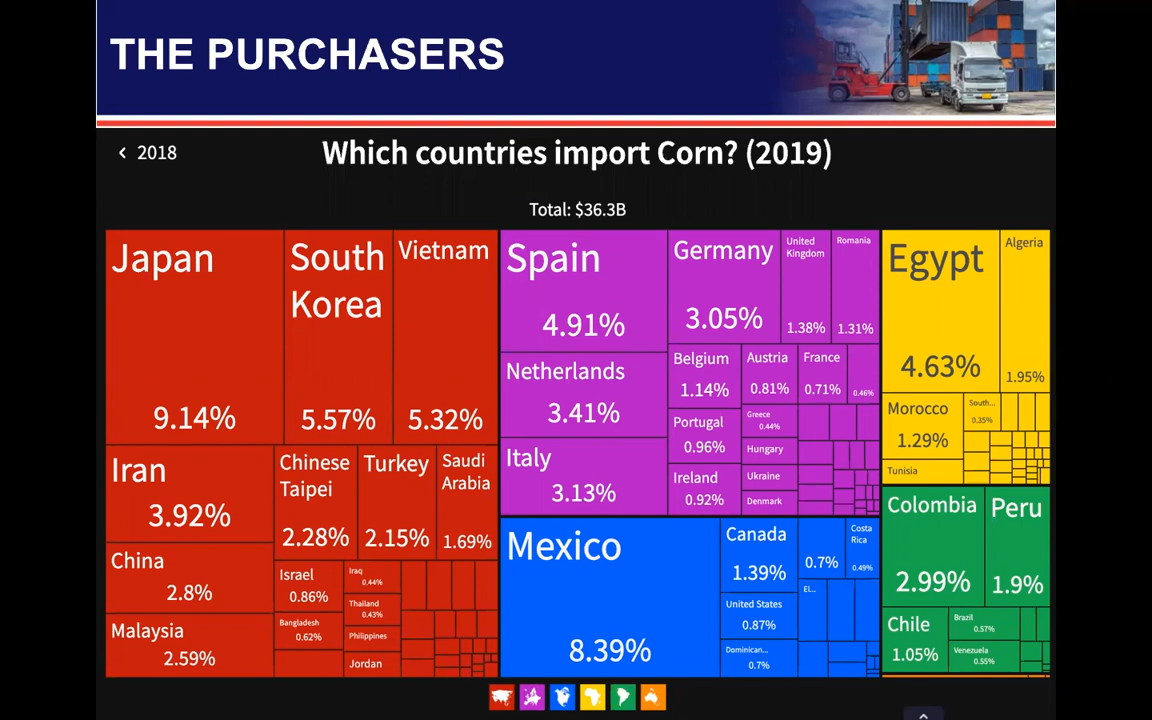 THE PURCHASERS
< 2018
Which countries import Corn? (2019)
Total: $36.3B
Japan
9.14%
South
Korea
5.57%
Vietnam
5.32%
Iran
3.92%
China
2.8%
Malaysia
2.59%
Chinese
Taipei
2.28%
Turkey
2.15%
Saudi
Arabia
1.69%
Israel
0.86%
Bangladesh
0.62%
Iraq
0.44%
Thailand
0.43%
Philippines
Jordan
Spain
4.91%
Netherlands
3.41%
Italy
3.13%
Germany
3.05%
United
Kingdom
1.38%
Romania
1.31%
Belgium
1.14%
Portugal
0.96%
Ireland
0.92%
Austria
0.81%
France
0.71%
0.46%
Greece
0.44%
Hungary
Ukraine
Denmark
Mexico
8.39%
Canada
1.39%
United States
0.87%
Dominican...
0.7%
0.7%
Costa
Rica
0.49%
El...
Egypt
4.63%
Algeria
1.95%
Morocco
1.29%
Tunisia
South...
0.35%
Colombia
2.99%
Peru
1.9%
Chile
1.05%
Brazil
0.57%
Venezuela
0.55%